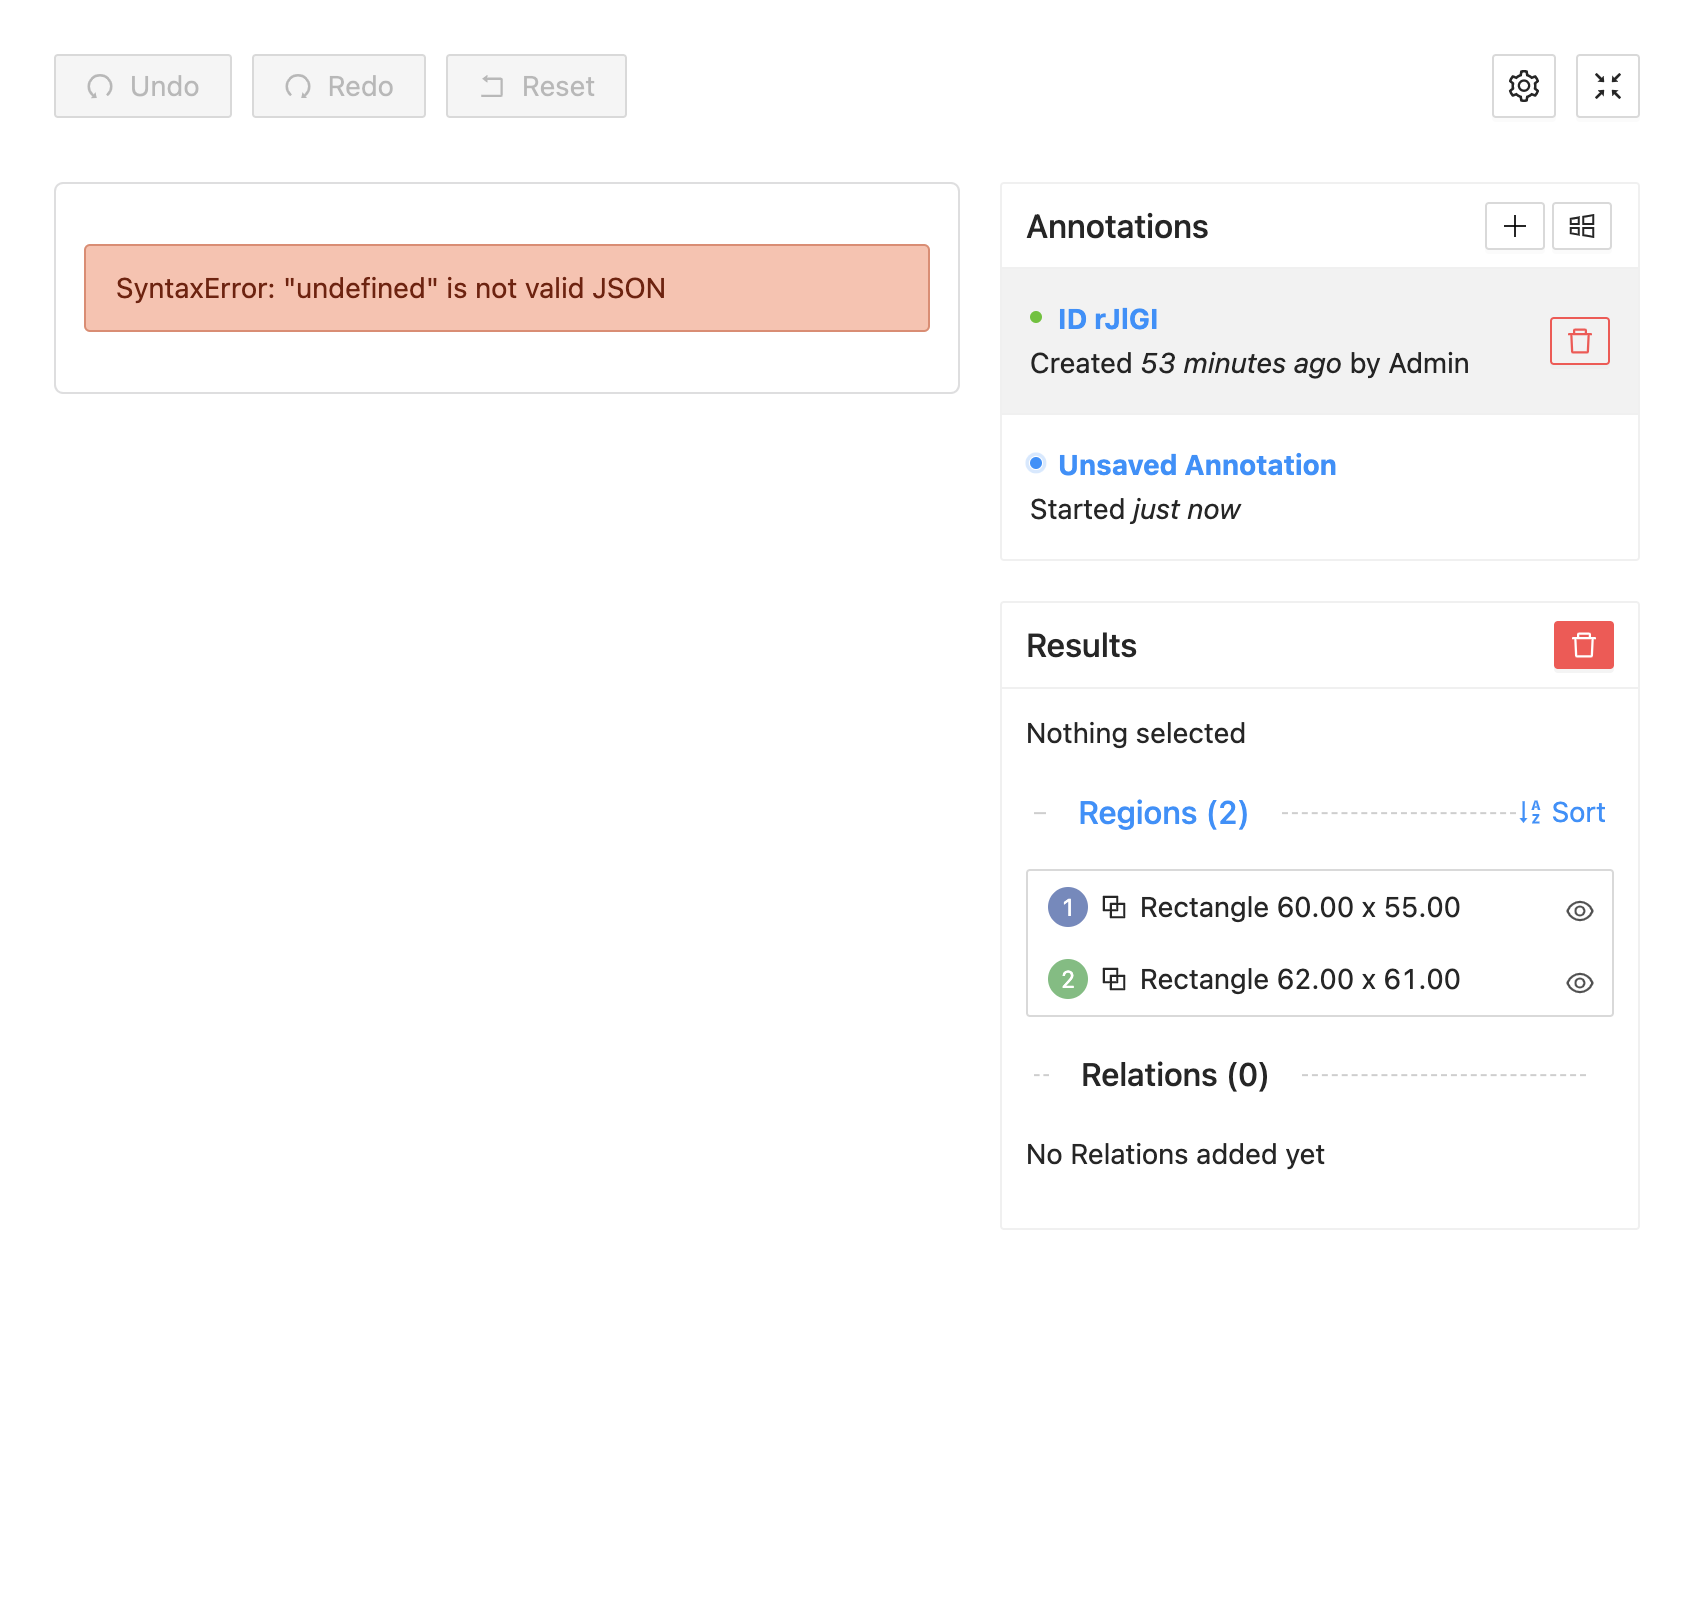 Undo
Redo
Reset
SyntaxError: "undefined" is not valid JSON
Annotations
ID rJIGI
Created 53 minutes ago by Admin
Unsaved Annotation
Started just now
Results
Nothing selected
Regions (2)
Sort
1 Rectangle 60.00 x 55.00
2 Rectangle 62.00 x 61.00
Relations (0)
No Relations added yet